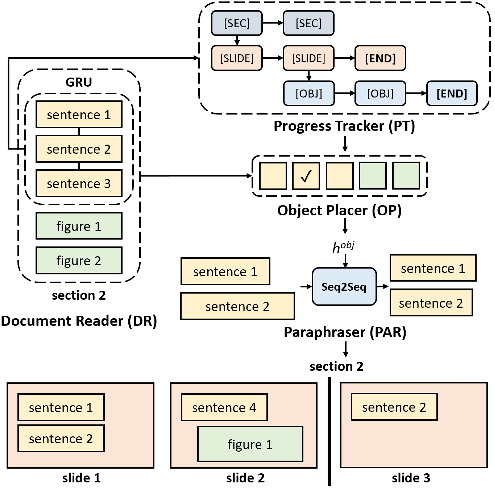 [SEC] [SEC]
[SLIDE] [SLIDE] [END]
[OBJ] [OBJ] [END]
Progress Tracker (PT)
GRU
sentence 1
sentence 2
sentence 3
figure 1
figure 2
section 2
Document Reader (DR)
✓
Object Placer (OP)
h^obj
sentence 1
sentence 2
Seq2Seq
sentence 1
sentence 2
Paraphraser (PAR)
section 2
sentence 1
sentence 2
slide 1
sentence 4
figure 1
slide 2
sentence 2
slide 3